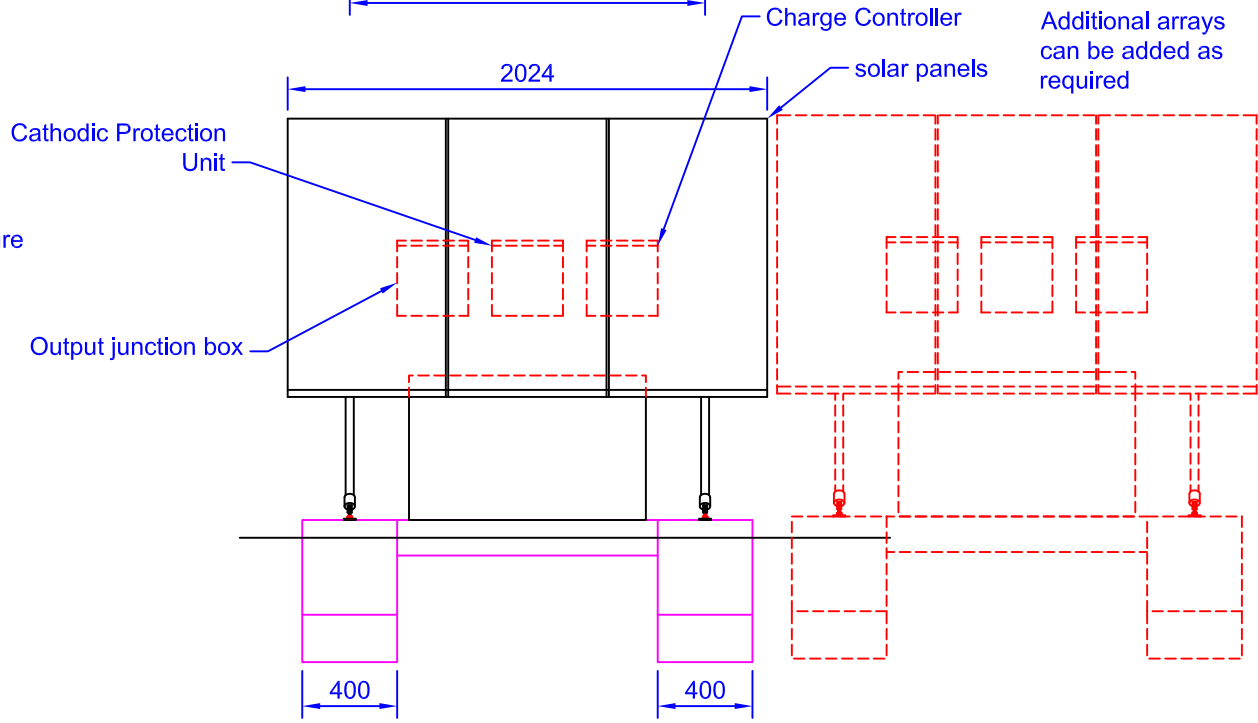 Charge Controller
Additional arrays
can be added as
required
solar panels
2024
Cathodic Protection
Unit
re
Output junction box
400
400